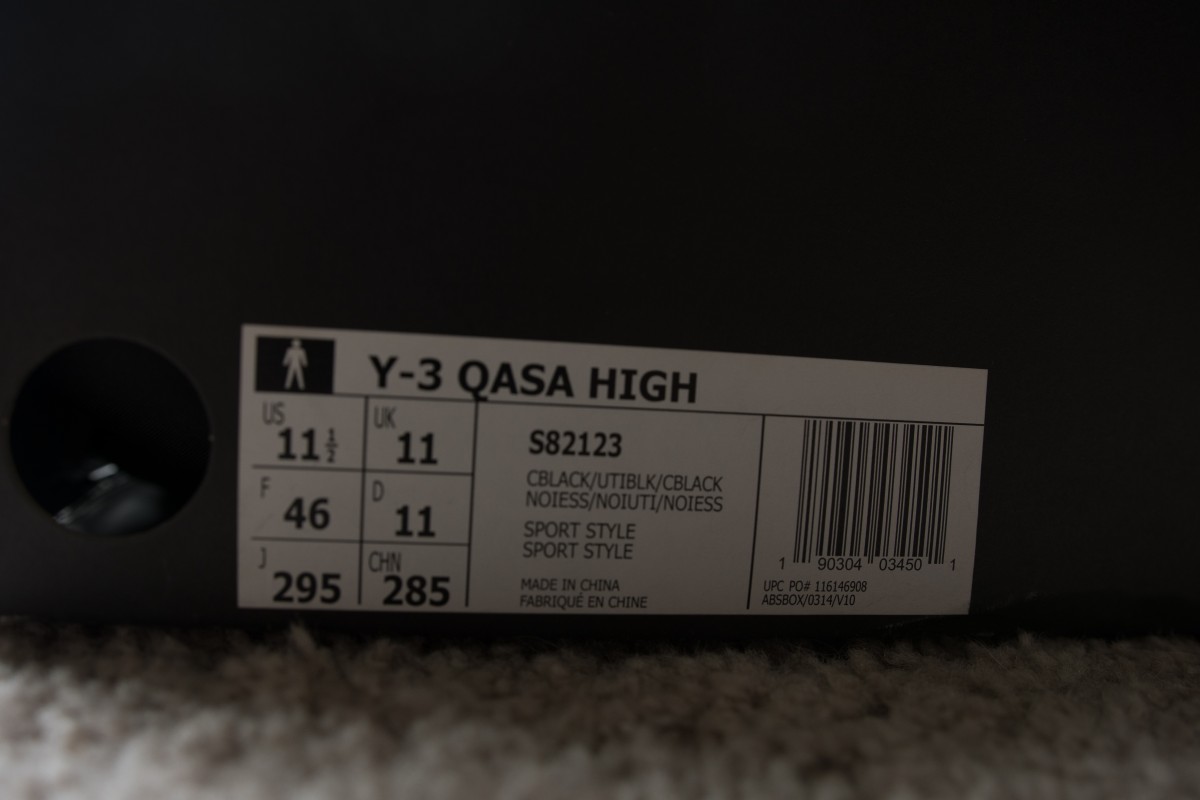 Y-3 QASA HIGH
US
11 1/2
UK
11
F
46
D
11
J
295
CHN
285
S82123
CBLACK/UTIBLK/CBLACK
NOIESS/NOIUTI/NOIESS
SPORT STYLE
SPORT STYLE
MADE IN CHINA
FABRIQUÉ EN CHINE
1 90304 03450 1
UPC PO# 116146908
ABSBOX/0314/V10